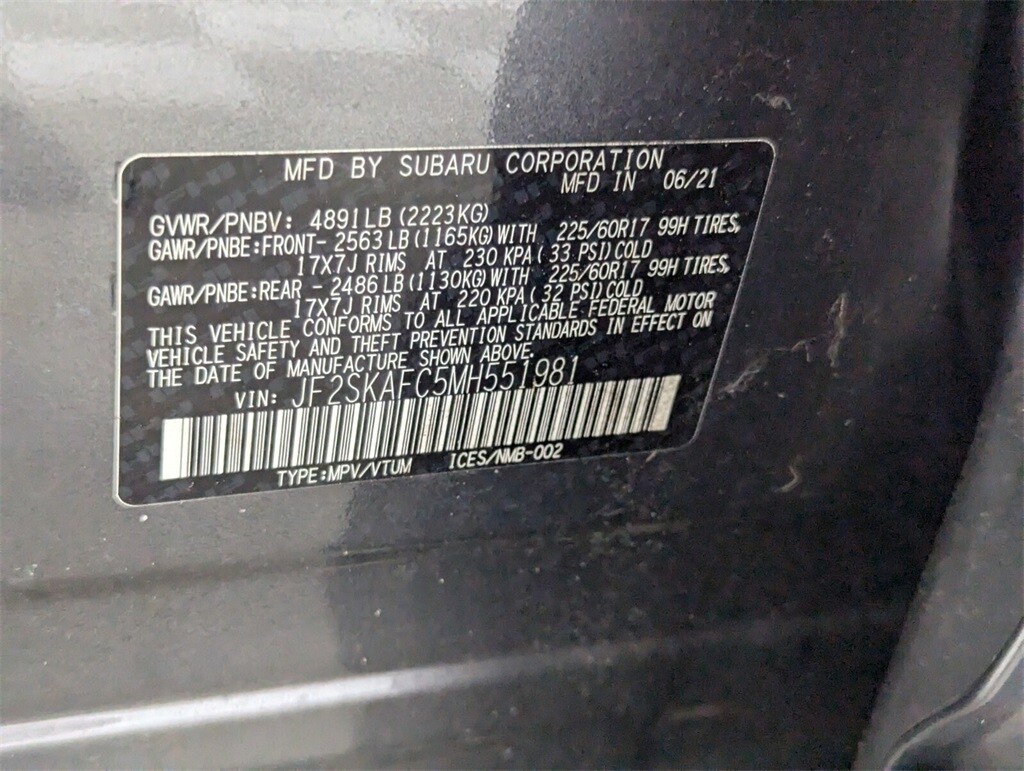 MFD BY SUBARU CORPORATION
MFD IN 06/21
GVWR/PNBV: 4891LB (2223KG)
GAWR/PNBE:FRONT- 2563 LB (1165KG) WITH 225/60R17 99H TIRES,
17X7J RIMS AT 230 KPA ( 33 PSI) COLD
GAWR/PNBE:REAR - 2486 LB (1130KG) WITH 225/60R17 99H TIRES,
17X7J RIMS AT 220 KPA ( 32 PSI) COLD
THIS VEHICLE CONFORMS TO ALL APPLICABLE FEDERAL MOTOR
VEHICLE SAFETY AND THEFT PREVENTION STANDARDS IN EFFECT ON
THE DATE OF MANUFACTURE SHOWN ABOVE.
VIN: JF2SKAFC5MH551981
TYPE:MPV/VTUM ICES/NMB-002